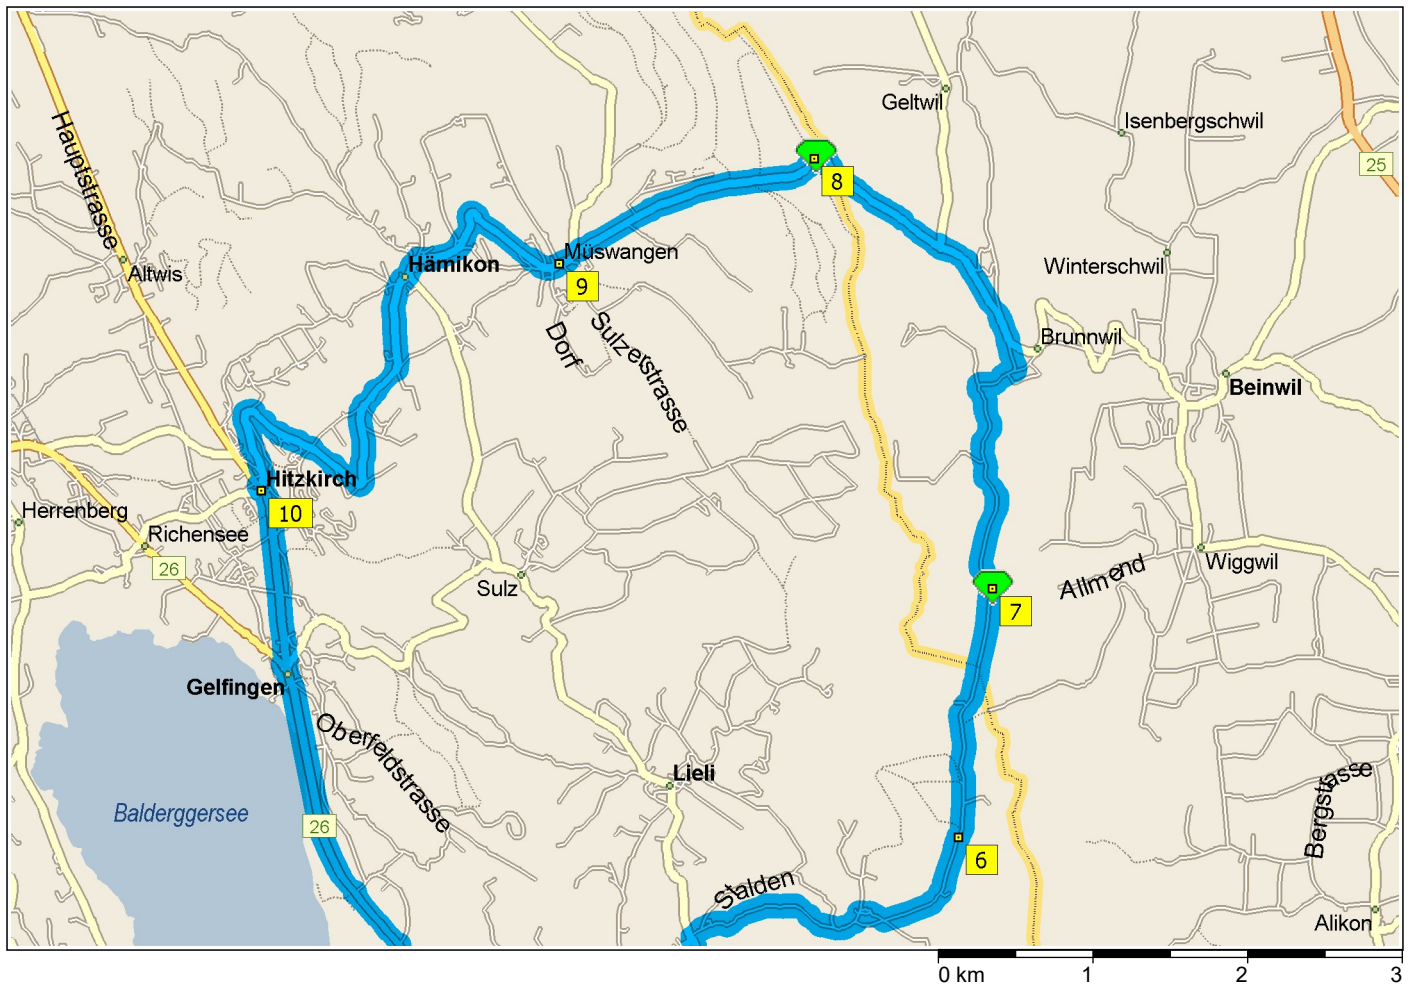 Geltwil
Isenbergschwil
Hauptstrasse
25
8
Müswangen
Hämikon
Altwis
Winterschwil
9
Dorf
Sulzerstrasse
Brunnwil
Beinwil
Hitzkirch
10
Herrenberg
Richensee
26
Sulz
Allmend
Wiggwil
7
Gelfingen
Oberfeldstrasse
Lieli
Bergstrasse
Balderggersee
26
6
Stalden
Alikon
0 km 1 2 3